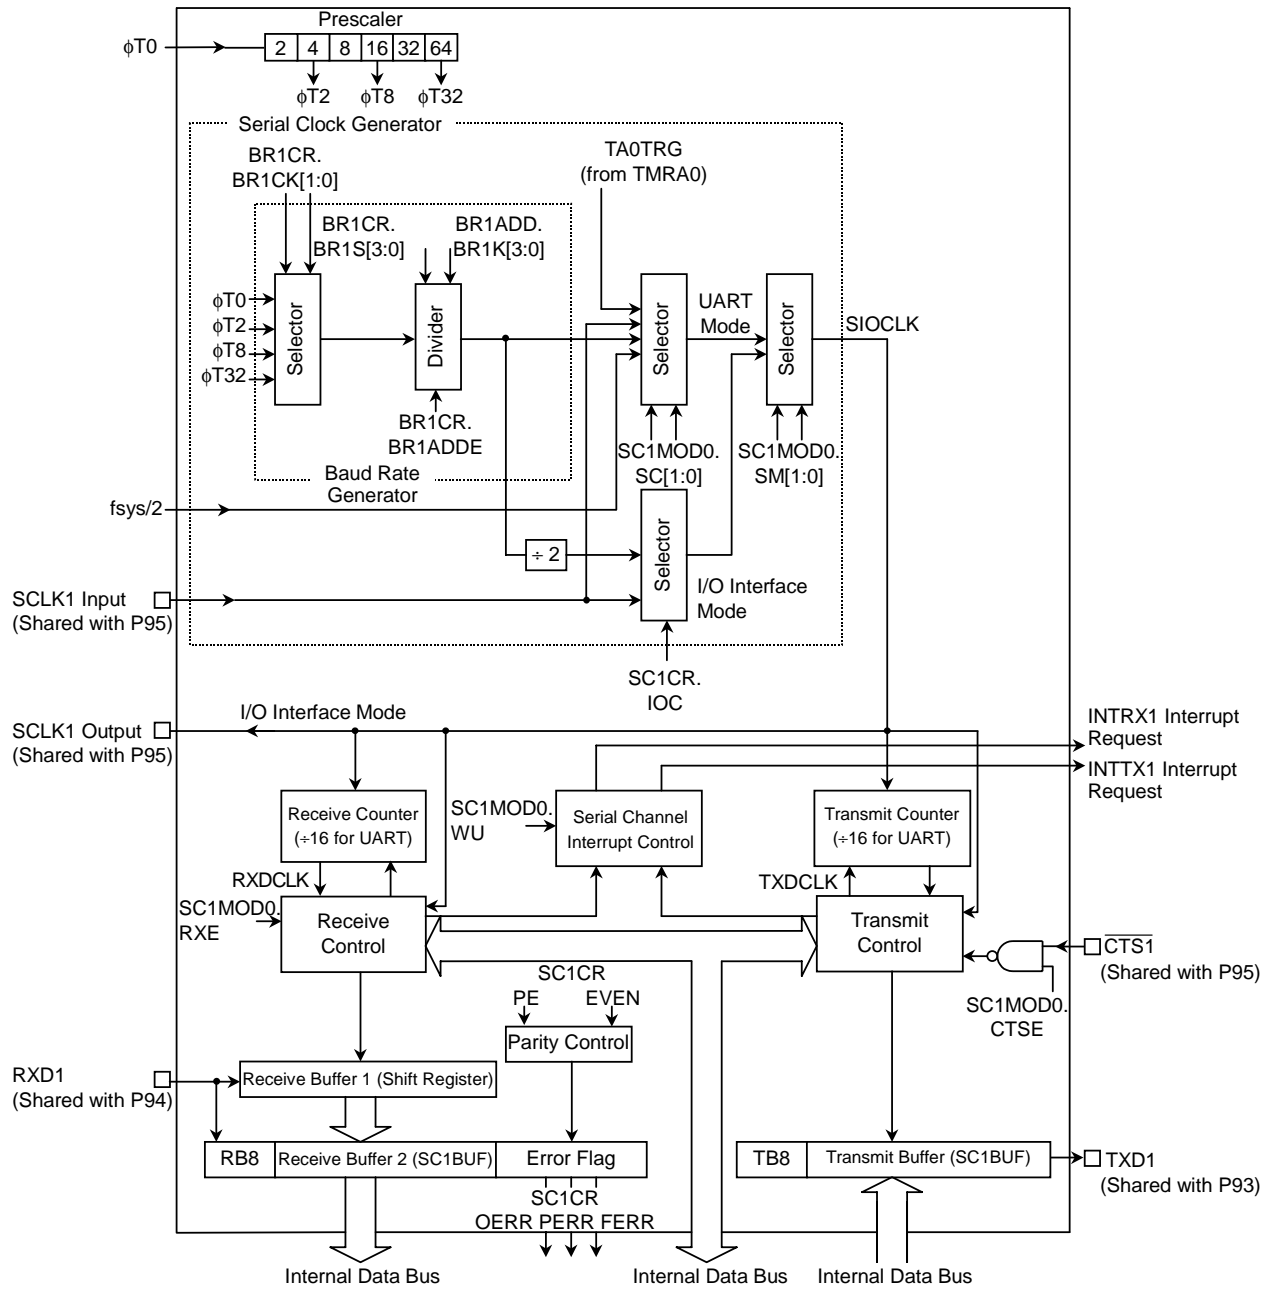 Prescaler
ϕT0
2 4 8 16 32 64
ϕT2 ϕT8 ϕT32
Serial Clock Generator
BR1CR.
BR1CK[1:0]
TA0TRG
(from TMRA0)
BR1CR.
BR1S[3:0]
BR1ADD.
BR1K[3:0]
ϕT0
ϕT2
ϕT8
ϕT32
Selector
Divider
Selector
UART
Mode
Selector
SIOCLK
BR1CR.
BR1ADDE
SC1MOD0.
SC[1:0]
SC1MOD0.
SM[1:0]
Baud Rate
Generator
fsys/2
÷ 2
Selector
I/O Interface
Mode
SCLK1 Input
(Shared with P95)
SC1CR.
IOC
SCLK1 Output
(Shared with P95)
I/O Interface Mode
INTRX1 Interrupt
Request
INTTX1 Interrupt
Request
Receive Counter
(÷16 for UART)
SC1MOD0.
WU
Serial Channel
Interrupt Control
Transmit Counter
(÷16 for UART)
RXDCLK
TXDCLK
SC1MOD0.
RXE
Receive
Control
Transmit
Control
CTS1
(Shared with P95)
SC1MOD0.
CTSE
SC1CR
PE EVEN
Parity Control
RXD1
(Shared with P94)
Receive Buffer 1 (Shift Register)
RB8 Receive Buffer 2 (SC1BUF) Error Flag
TB8 Transmit Buffer (SC1BUF)
TXD1
(Shared with P93)
SC1CR
OERR PERR FERR
Internal Data Bus
Internal Data Bus
Internal Data Bus